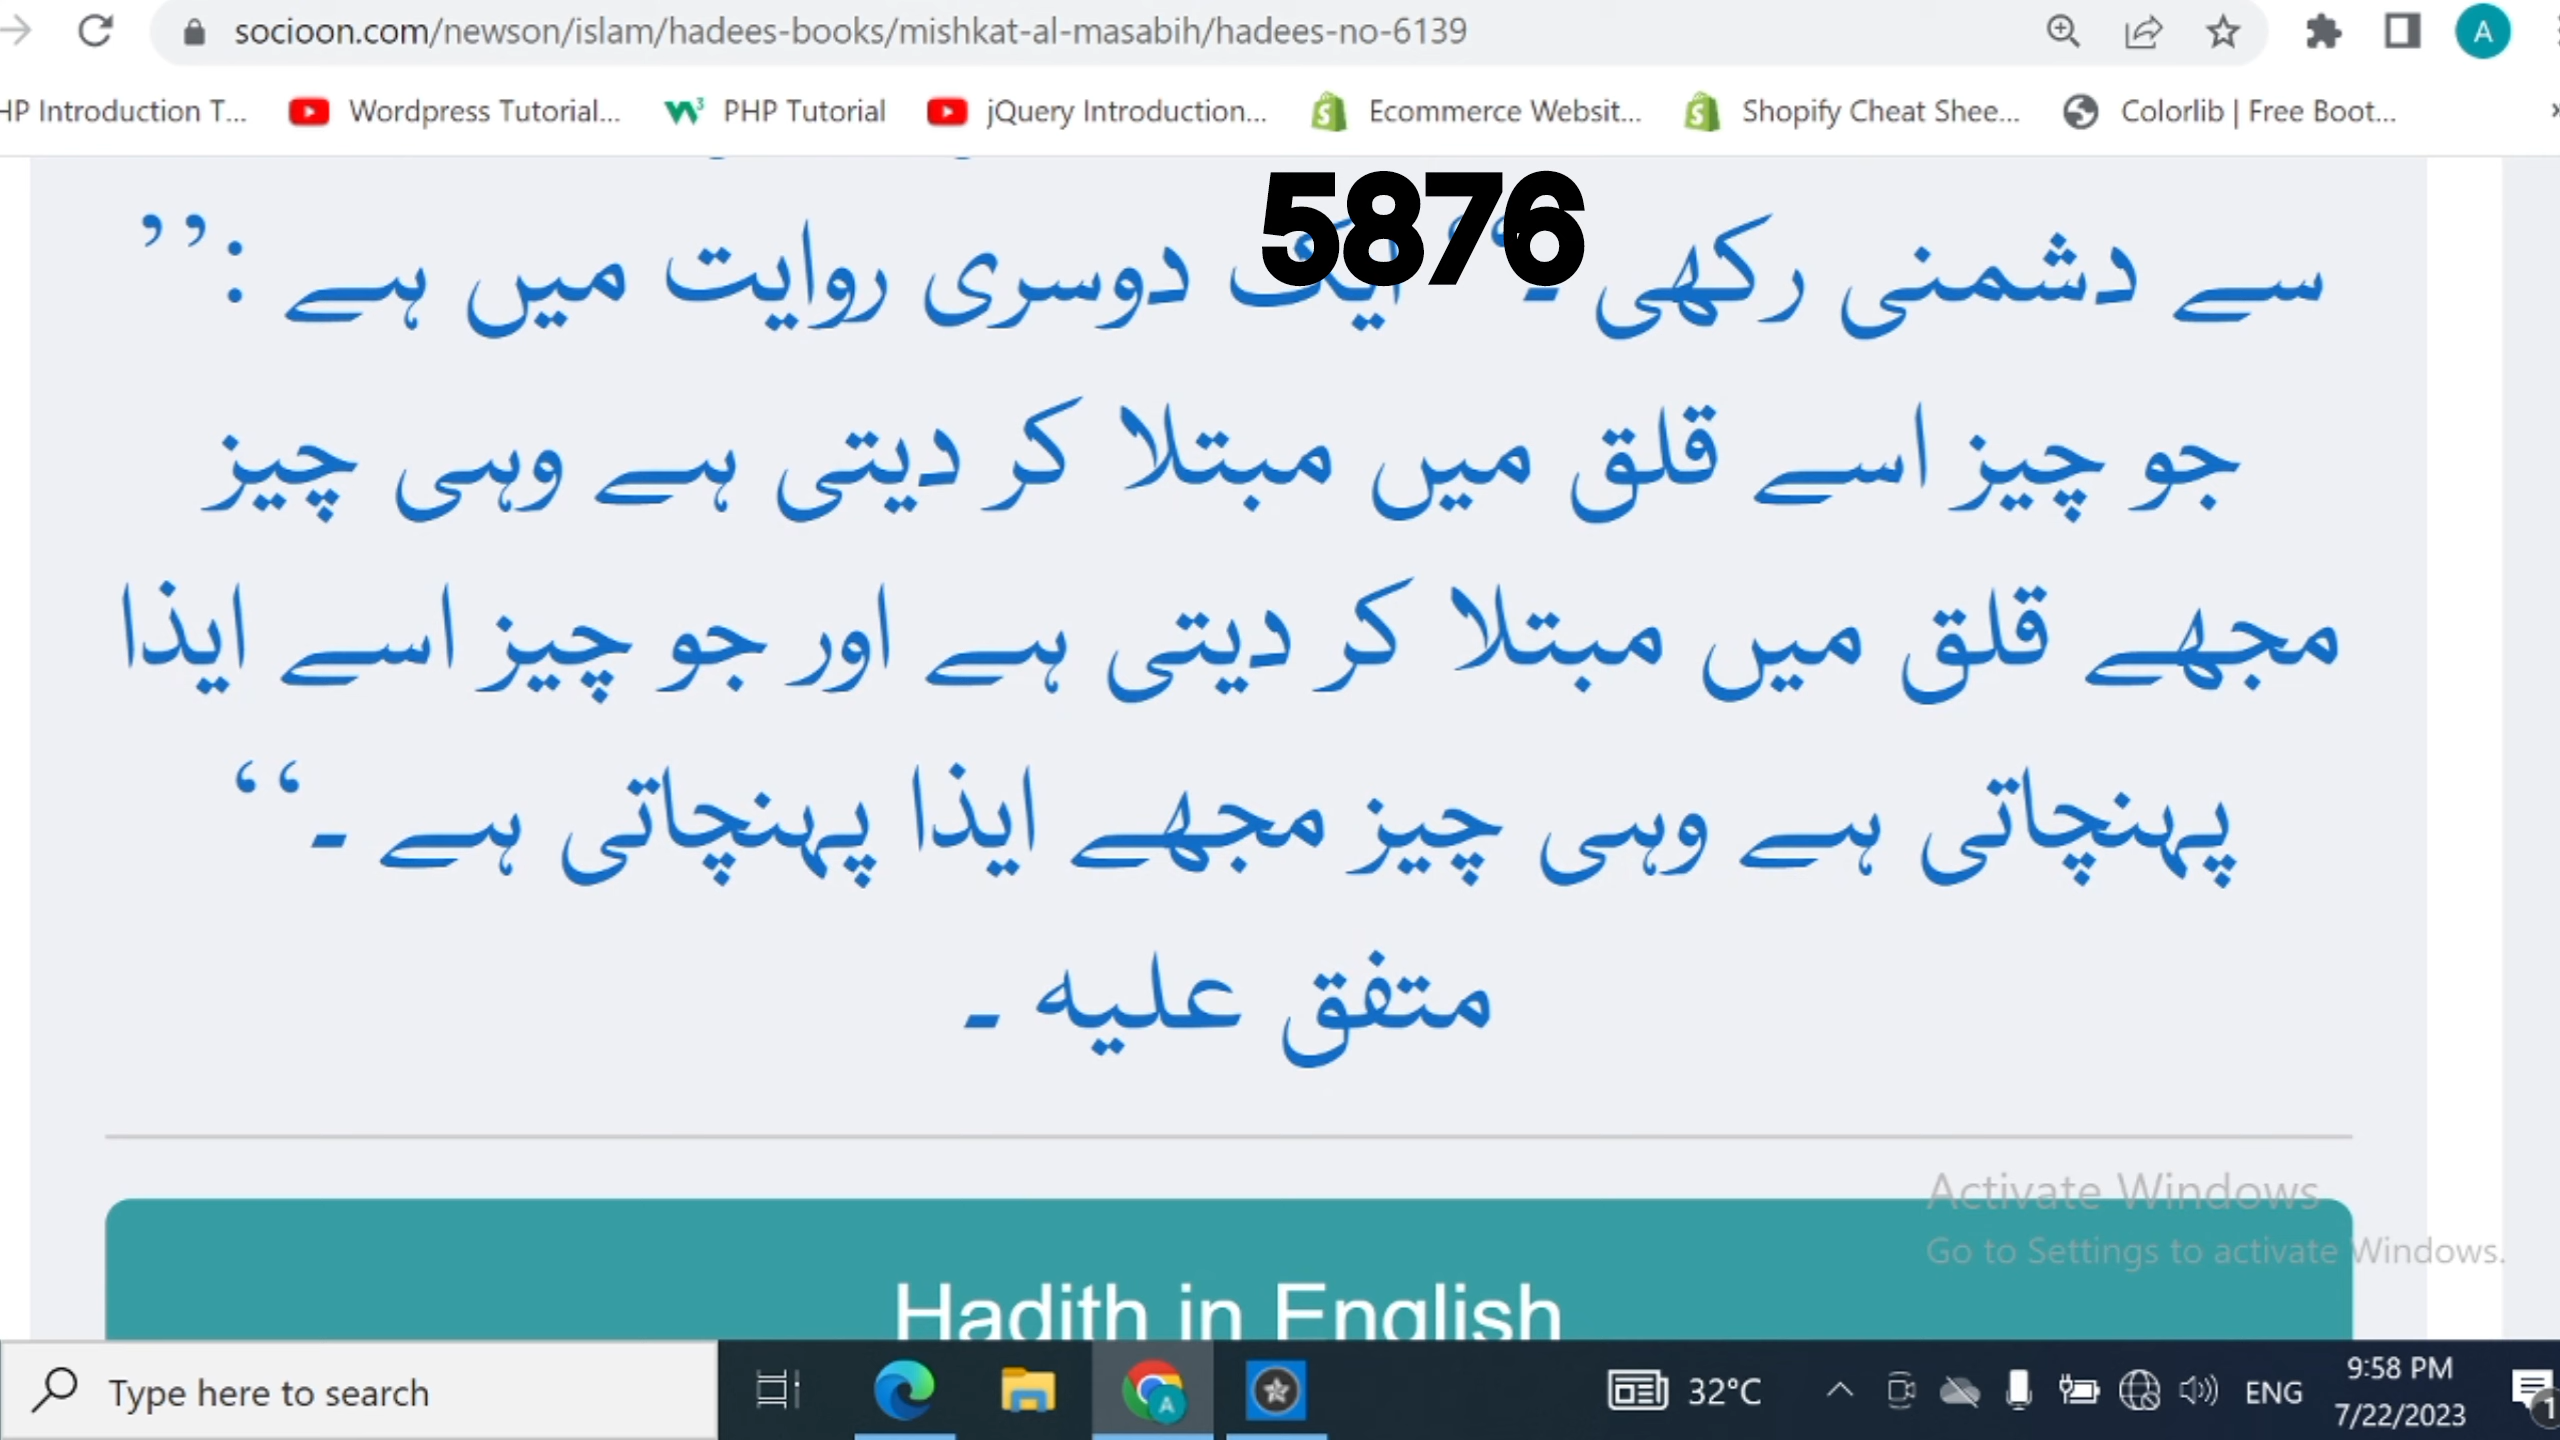 socioon.com/newson/islam/hadees-books/mishkat-al-masabih/hadees-no-6139
A
HP Introduction T...
Wordpress Tutorial...
PHP Tutorial
jQuery Introduction...
Ecommerce Websit...
Shopify Cheat Shee...
Colorlib | Free Boot...
5876
سے دشمنی رکھی ۔‘‘ ایک دوسری روایت میں ہے :’’
جو چیز اسے قلق میں مبتلا کر دیتی ہے وہی چیز
مجھے قلق میں مبتلا کر دیتی ہے اور جو چیز اسے ایذا
پہنچاتی ہے وہی چیز مجھے ایذا پہنچاتی ہے ۔‘‘
متفق علیہ ۔
Activate Windows
Go to Settings to activate Windows.
Hadith in English
Type here to search
A
32°C
ENG
9:58 PM
7/22/2023
1